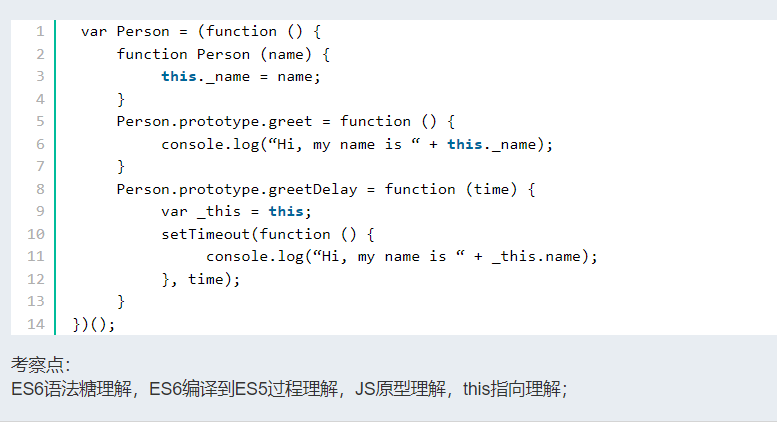 1 var Person = (function () {
2 function Person (name) {
3 this._name = name;
4 }
5 Person.prototype.greet = function () {
6 console.log(“Hi, my name is “ + this._name);
7 }
8 Person.prototype.greetDelay = function (time) {
9 var _this = this;
10 setTimeout(function () {
11 console.log(“Hi, my name is “ + _this.name);
12 }, time);
13 }
14 })();
考察点：
ES6语法糖理解，ES6编译到ES5过程理解，JS原型理解，this指向理解；